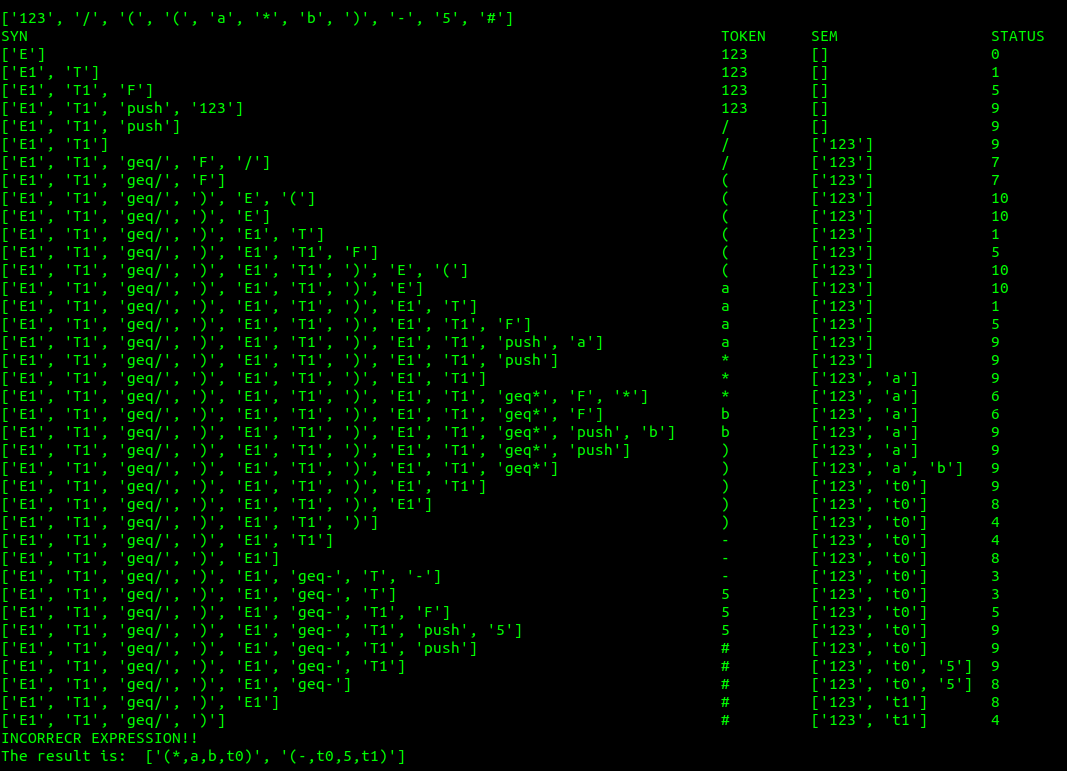 ['123', '/', '(', '(', 'a', '*', 'b', ')', '-', '5', '#']
SYN TOKEN SEM STATUS
['E'] 123 [] 0
['E1', 'T'] 123 [] 1
['E1', 'T1', 'F'] 123 [] 5
['E1', 'T1', 'push', '123'] 123 [] 9
['E1', 'T1', 'push'] / [] 9
['E1', 'T1'] / ['123'] 9
['E1', 'T1', 'geq/', 'F', '/'] / ['123'] 7
['E1', 'T1', 'geq/', 'F'] ( ['123'] 7
['E1', 'T1', 'geq/', ')', 'E', '('] ( ['123'] 10
['E1', 'T1', 'geq/', ')', 'E'] ( ['123'] 10
['E1', 'T1', 'geq/', ')', 'E1', 'T'] ( ['123'] 1
['E1', 'T1', 'geq/', ')', 'E1', 'T1', 'F'] ( ['123'] 5
['E1', 'T1', 'geq/', ')', 'E1', 'T1', ')', 'E', '('] ( ['123'] 10
['E1', 'T1', 'geq/', ')', 'E1', 'T1', ')', 'E'] a ['123'] 10
['E1', 'T1', 'geq/', ')', 'E1', 'T1', ')', 'E1', 'T'] a ['123'] 1
['E1', 'T1', 'geq/', ')', 'E1', 'T1', ')', 'E1', 'T1', 'F'] a ['123'] 5
['E1', 'T1', 'geq/', ')', 'E1', 'T1', ')', 'E1', 'T1', 'push', 'a'] a ['123'] 9
['E1', 'T1', 'geq/', ')', 'E1', 'T1', ')', 'E1', 'T1', 'push'] * ['123'] 9
['E1', 'T1', 'geq/', ')', 'E1', 'T1', ')', 'E1', 'T1'] * ['123', 'a'] 9
['E1', 'T1', 'geq/', ')', 'E1', 'T1', ')', 'E1', 'T1', 'geq*', 'F', '*'] * ['123', 'a'] 6
['E1', 'T1', 'geq/', ')', 'E1', 'T1', ')', 'E1', 'T1', 'geq*', 'F'] b ['123', 'a'] 6
['E1', 'T1', 'geq/', ')', 'E1', 'T1', ')', 'E1', 'T1', 'geq*', 'push', 'b'] b ['123', 'a'] 9
['E1', 'T1', 'geq/', ')', 'E1', 'T1', ')', 'E1', 'T1', 'geq*', 'push'] ) ['123', 'a'] 9
['E1', 'T1', 'geq/', ')', 'E1', 'T1', ')', 'E1', 'T1', 'geq*'] ) ['123', 'a', 'b'] 9
['E1', 'T1', 'geq/', ')', 'E1', 'T1', ')', 'E1', 'T1'] ) ['123', 't0'] 9
['E1', 'T1', 'geq/', ')', 'E1', 'T1', ')', 'E1'] ) ['123', 't0'] 8
['E1', 'T1', 'geq/', ')', 'E1', 'T1', ')'] ) ['123', 't0'] 4
['E1', 'T1', 'geq/', ')', 'E1', 'T1'] - ['123', 't0'] 4
['E1', 'T1', 'geq/', ')', 'E1'] - ['123', 't0'] 8
['E1', 'T1', 'geq/', ')', 'E1', 'geq-', 'T', '-'] - ['123', 't0'] 3
['E1', 'T1', 'geq/', ')', 'E1', 'geq-', 'T'] 5 ['123', 't0'] 3
['E1', 'T1', 'geq/', ')', 'E1', 'geq-', 'T1', 'F'] 5 ['123', 't0'] 5
['E1', 'T1', 'geq/', ')', 'E1', 'geq-', 'T1', 'push', '5'] 5 ['123', 't0'] 9
['E1', 'T1', 'geq/', ')', 'E1', 'geq-', 'T1', 'push'] # ['123', 't0'] 9
['E1', 'T1', 'geq/', ')', 'E1', 'geq-', 'T1'] # ['123', 't0', '5'] 9
['E1', 'T1', 'geq/', ')', 'E1', 'geq-'] # ['123', 't0', '5'] 8
['E1', 'T1', 'geq/', ')', 'E1'] # ['123', 't1'] 8
['E1', 'T1', 'geq/', ')'] # ['123', 't1'] 4
INCORRECR EXPRESSION!!
The result is:  ['(*,a,b,t0)', '(-,t0,5,t1)']